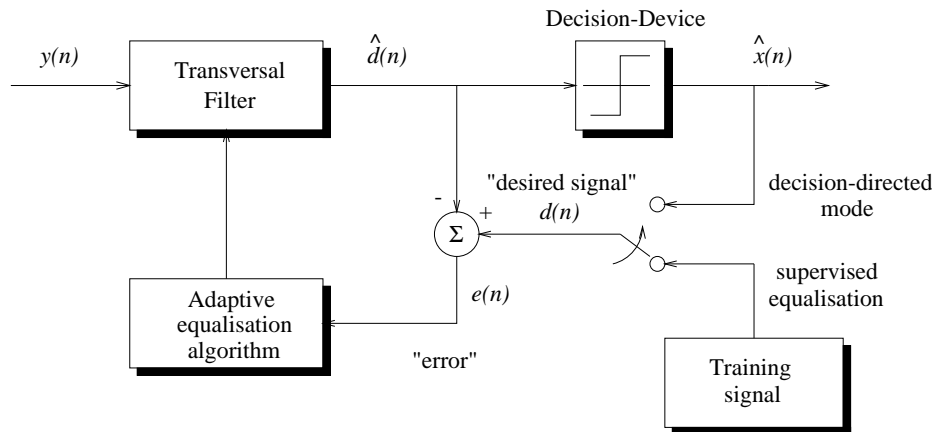 Decision-Device
y(n)
^
d(n)
^
x(n)
Transversal
Filter
"desired signal"
d(n)
decision-directed
mode
-
+
Σ
supervised
equalisation
e(n)
Adaptive
equalisation
algorithm
"error"
Training
signal